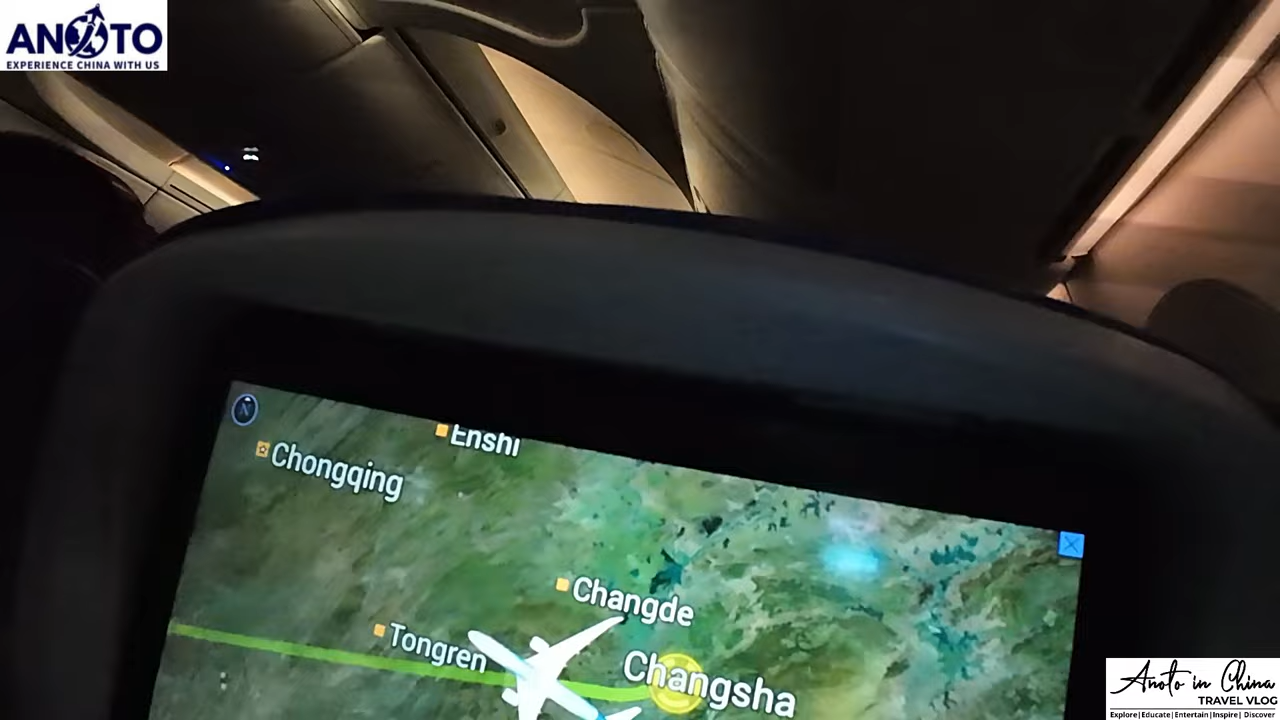 ANOTO
EXPERIENCE CHINA WITH US
N
Enshi
Chongqing
Changde
Tongren
Changsha
Anoto in China
TRAVEL VLOG
Explore|Educate|Entertain|Inspire| Discover